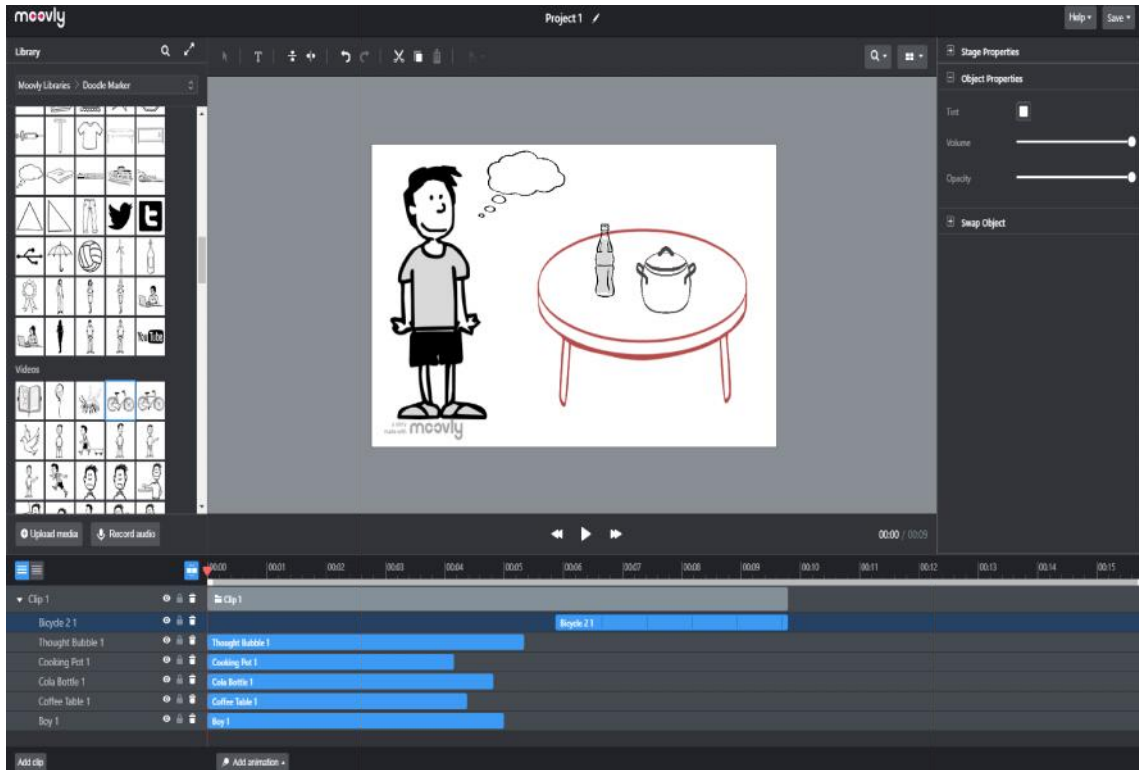 moovly
Project 1
Help
Save
Library
Moovly Libraries > Doodle Marker
T
Stage Properties
Object Properties
Tint
Volume
Opacity
Swap Object
t
You Tube
Videos
made with moovly
Upload media
Record audio
00:00 / 00:09
00:00 00:01 00:02 00:03 00:04 00:05 00:06 00:07 00:08 00:09 00:10 00:11 00:12 00:13 00:14 00:15
Clip 1
Clip 1
Bicycle 2 1
Bicycle 2 1
Thought Bubble 1
Thought Bubble 1
Cooking Pot 1
Cooking Pot 1
Cola Bottle 1
Cola Bottle 1
Coffee Table 1
Coffee Table 1
Boy 1
Boy 1
Add clip
Add animation